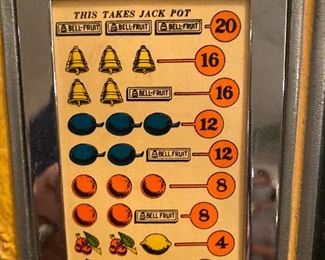 THIS TAKES JACK POT
BELL-FRUIT BELL-FRUIT BELL-FRUIT 20
16
BELL-FRUIT 16
12
BELL FRUIT 12
8
BELL FRUIT 8
4